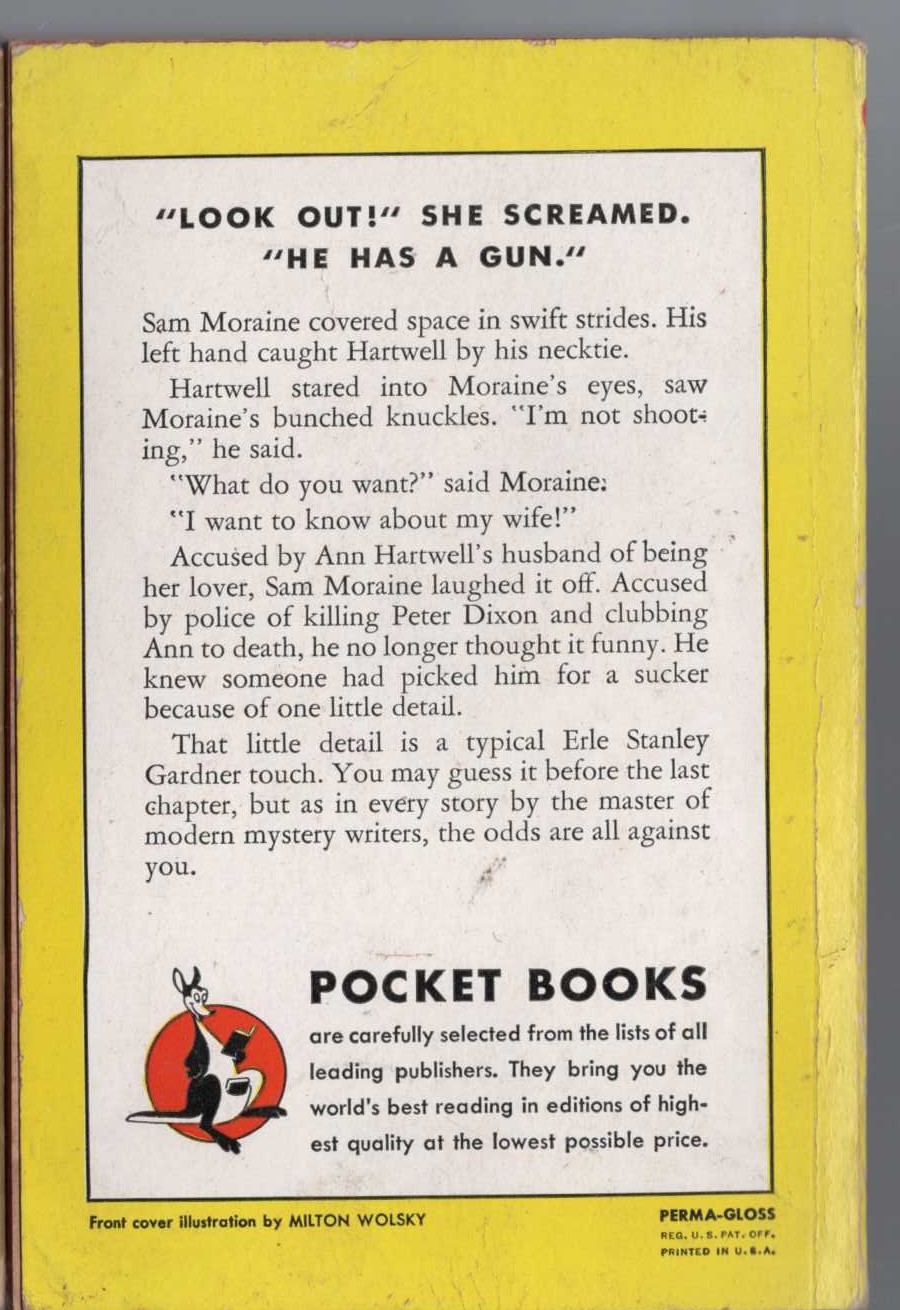 "LOOK OUT!" SHE SCREAMED.
"HE HAS A GUN."
Sam Moraine covered space in swift strides. His
left hand caught Hartwell by his necktie.
Hartwell stared into Moraine's eyes, saw
Moraine's bunched knuckles. "I'm not shoot-
ing," he said.
"What do you want?" said Moraine.
"I want to know about my wife!"
Accused by Ann Hartwell's husband of being
her lover, Sam Moraine laughed it off. Accused
by police of killing Peter Dixon and clubbing
Ann to death, he no longer thought it funny. He
knew someone had picked him for a sucker
because of one little detail.
That little detail is a typical Erle Stanley
Gardner touch. You may guess it before the last
chapter, but as in every story by the master of
modern mystery writers, the odds are all against
you.
POCKET BOOKS
are carefully selected from the lists of all
leading publishers. They bring you the
world's best reading in editions of high-
est quality at the lowest possible price.
Front cover illustration by MILTON WOLSKY
PERMA-GLOSS
REG. U. S. PAT. OFF.
PRINTED IN U. S. A.